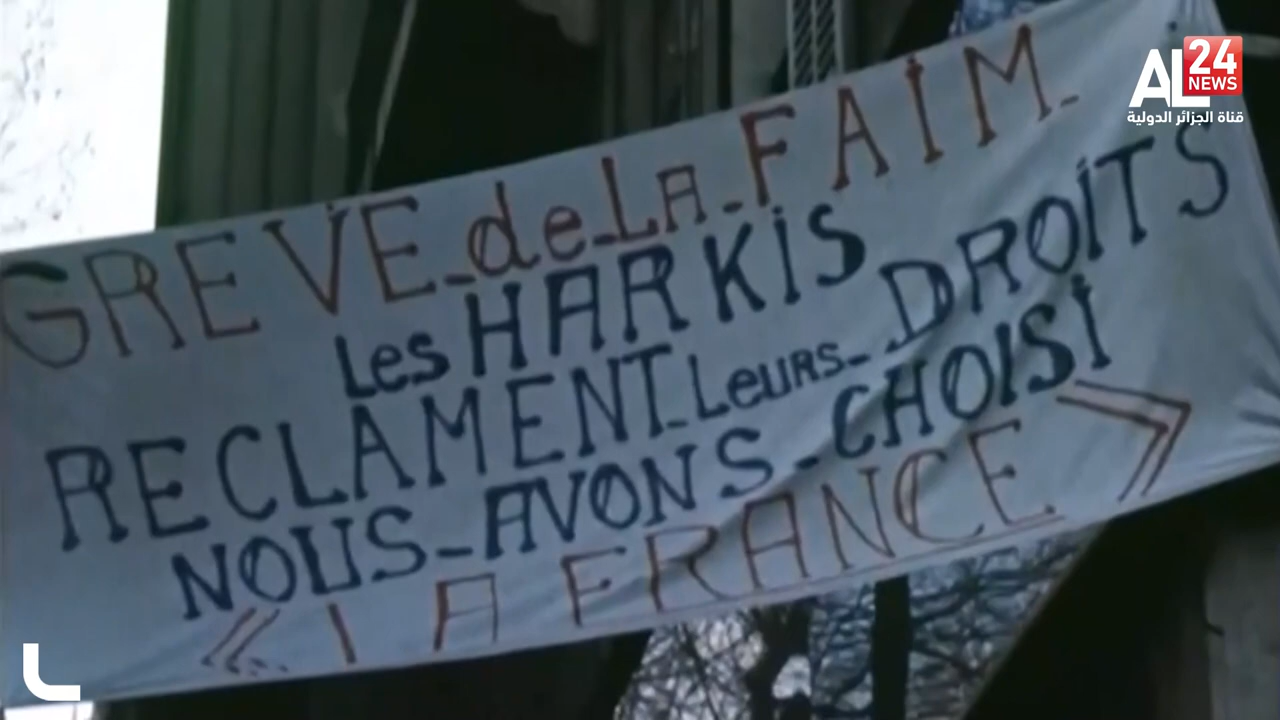 AL
24
NEWS
قناة الجزائر الدولية
GREVE-de-LA-FAIM-
Les HARKIS
RECLAMENT-LeURS-DROITS
NOUS-AVONS-CHOISI
« LA FRANCE »